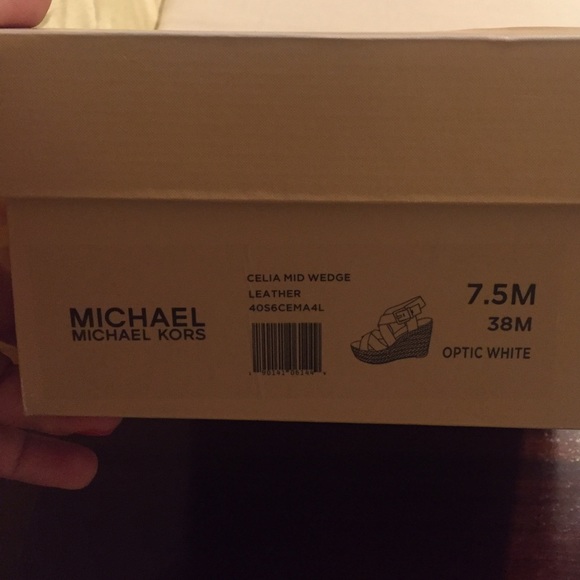 CELIA MID WEDGE
LEATHER
40S6CEMA4L
MICHAEL
MICHAEL KORS
7.5M
38M
OPTIC WHITE